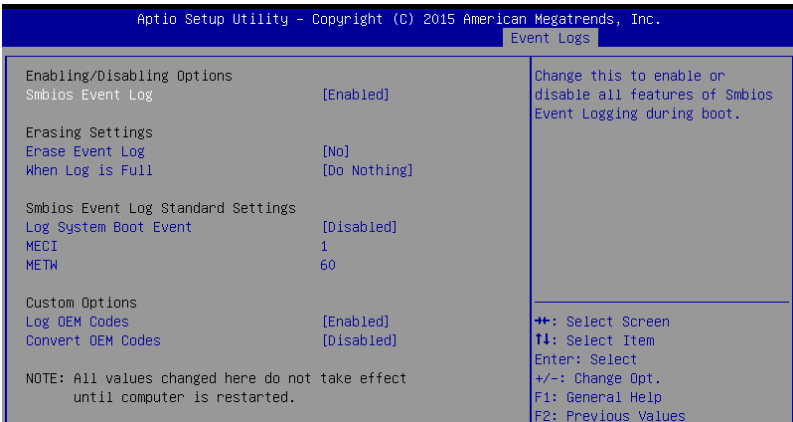 Aptio Setup Utility – Copyright (C) 2015 American Megatrends, Inc.
Event Logs
Enabling/Disabling Options
Smbios Event Log [Enabled]
Erasing Settings
Erase Event Log [No]
When Log is Full [Do Nothing]
Smbios Event Log Standard Settings
Log System Boot Event [Disabled]
MECI 1
METW 60
Custom Options
Log OEM Codes [Enabled]
Convert OEM Codes [Disabled]
NOTE: All values changed here do not take effect
until computer is restarted.
Change this to enable or
disable all features of Smbios
Event Logging during boot.
→←: Select Screen
↑↓: Select Item
Enter: Select
+/-: Change Opt.
F1: General Help
F2: Previous Values